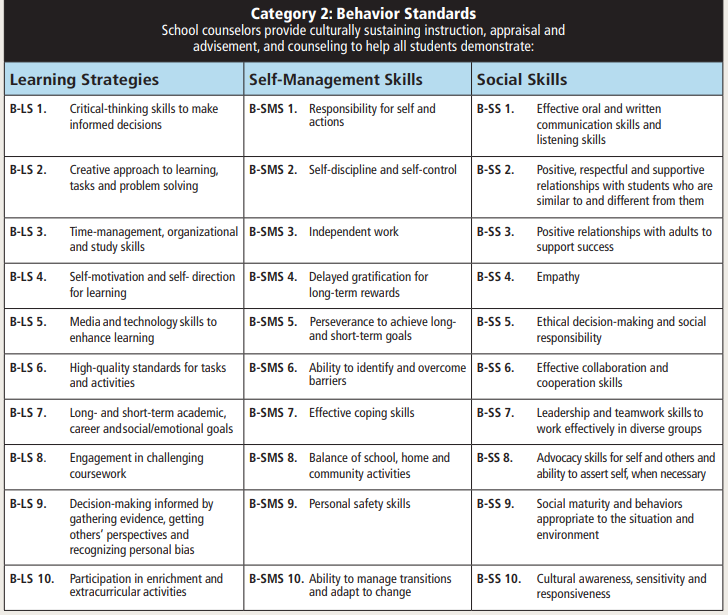 Category 2: Behavior Standards
School counselors provide culturally sustaining instruction, appraisal and
advisement, and counseling to help all students demonstrate:
Learning Strategies
Self-Management Skills
Social Skills
B-LS 1. Critical-thinking skills to make
informed decisions
B-SMS 1. Responsibility for self and
actions
B-SS 1. Effective oral and written
communication skills and
listening skills
B-LS 2. Creative approach to learning,
tasks and problem solving
B-SMS 2. Self-discipline and self-control
B-SS 2. Positive, respectful and supportive
relationships with students who are
similar to and different from them
B-LS 3. Time-management, organizational
and study skills
B-SMS 3. Independent work
B-SS 3. Positive relationships with adults to
support success
B-LS 4. Self-motivation and self- direction
for learning
B-SMS 4. Delayed gratification for
long-term rewards
B-SS 4. Empathy
B-LS 5. Media and technology skills to
enhance learning
B-SMS 5. Perseverance to achieve long-
and short-term goals
B-SS 5. Ethical decision-making and social
responsibility
B-LS 6. High-quality standards for tasks
and activities
B-SMS 6. Ability to identify and overcome
barriers
B-SS 6. Effective collaboration and
cooperation skills
B-LS 7. Long- and short-term academic,
career and social/emotional goals
B-SMS 7. Effective coping skills
B-SS 7. Leadership and teamwork skills to
work effectively in diverse groups
B-LS 8. Engagement in challenging
coursework
B-SMS 8. Balance of school, home and
community activities
B-SS 8. Advocacy skills for self and others and
ability to assert self, when necessary
B-LS 9. Decision-making informed by
gathering evidence, getting
others' perspectives and
recognizing personal bias
B-SMS 9. Personal safety skills
B-SS 9. Social maturity and behaviors
appropriate to the situation and
environment
B-LS 10. Participation in enrichment and
extracurricular activities
B-SMS 10. Ability to manage transitions
and adapt to change
B-SS 10. Cultural awareness, sensitivity and
responsiveness